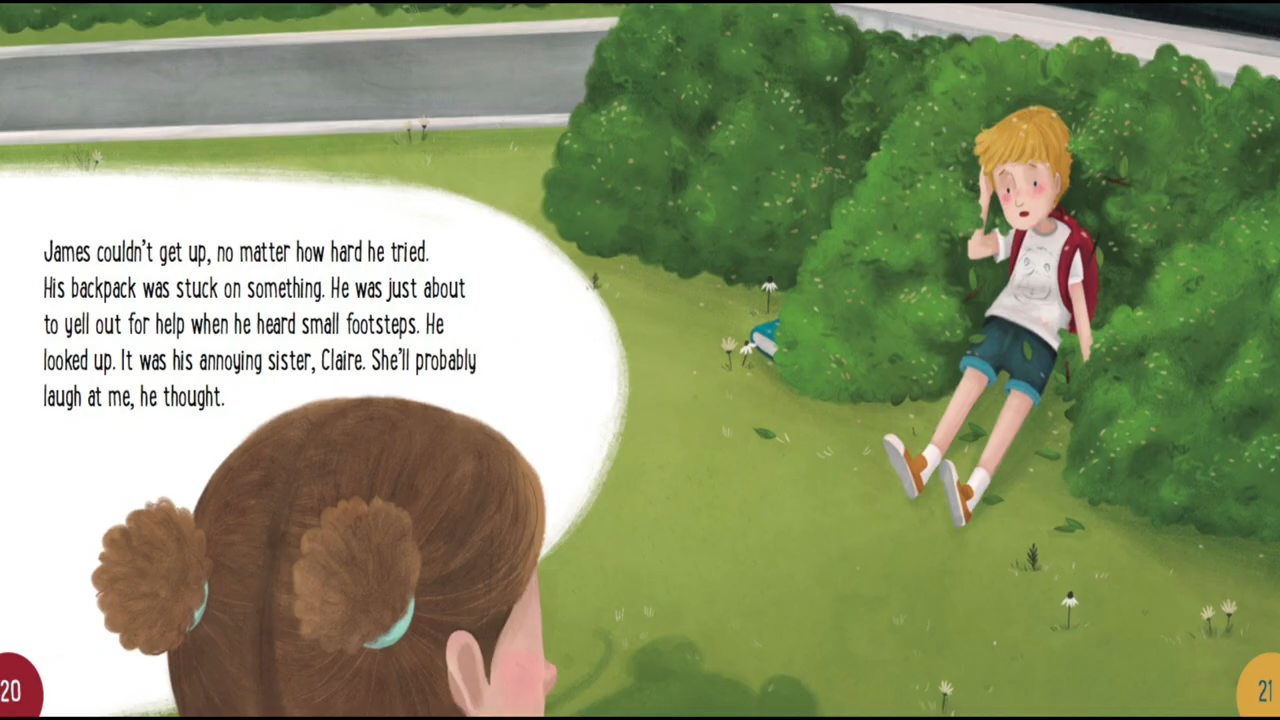 James couldn't get up, no matter how hard he tried.
His backpack was stuck on something. He was just about
to yell out for help when he heard small footsteps. He
looked up. It was his annoying sister, Claire. She'll probably
laugh at me, he thought.
20
21